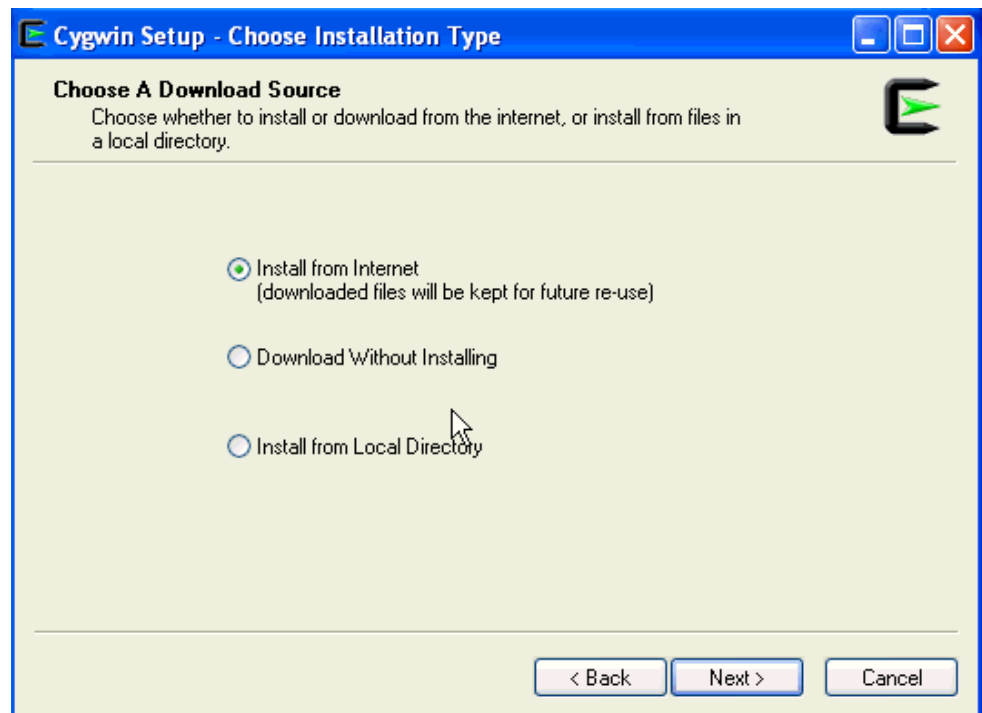 Cygwin Setup - Choose Installation Type
Choose A Download Source
Choose whether to install or download from the internet, or install from files in
a local directory.
Install from Internet
(downloaded files will be kept for future re-use)
Download Without Installing
Install from Local Directory
< Back Next > Cancel